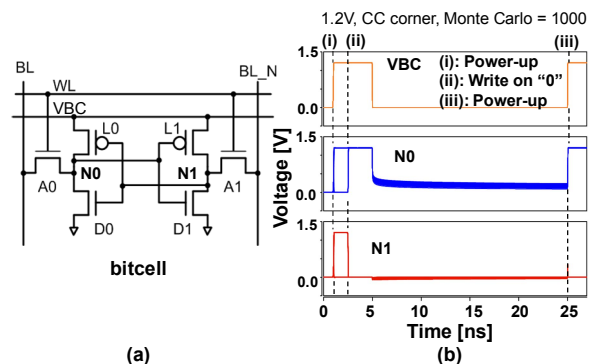 1.2V, CC corner, Monte Carlo = 1000
(a)
(b)
(i) (ii) (iii)
BL
BL_N
WL
VBC
L0
L1
N0
N1
A0
A1
D0
D1
bitcell
1.5
0.0
VBC
(i): Power-up
(ii): Write on “0”
(iii): Power-up
Voltage [V]
1.5
0.0
N0
1.5
0.0
N1
0 5 10 15 20 25
Time [ns]
(a)
(b)